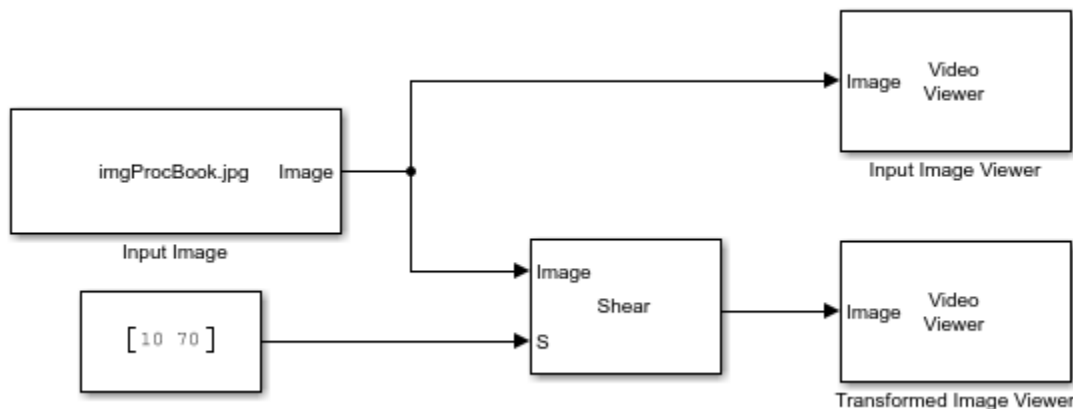 Image
Video
Viewer
Input Image Viewer
imgProcBook.jpg
Image
Input Image
Image
Shear
S
[10 70]
Image
Video
Viewer
Transformed Image Viewer